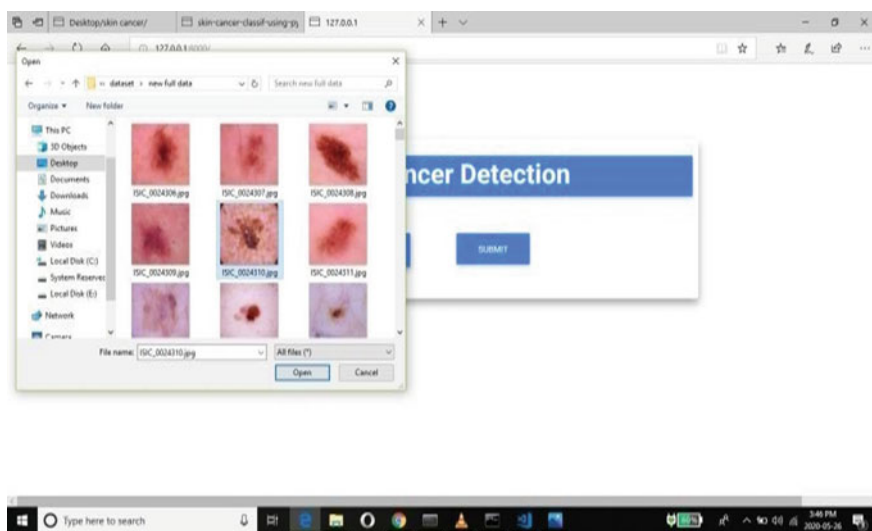 Desktop/skin cancer/
skin-cancer-classif-using-py
127.0.0.1
127.0.0.1:8000/
Open
dataset › new full data
Search new full data
Organize
New folder
This PC
3D Objects
Desktop
Documents
Downloads
Music
Pictures
Videos
Local Disk (C:)
System Reserved
Local Disk (E:)
Network
Camera
ISIC_0024306.jpg
ISIC_0024307.jpg
ISIC_0024308.jpg
ISIC_0024309.jpg
ISIC_0024310.jpg
ISIC_0024311.jpg
File name: ISIC_0024310.jpg
All files (*)
Open
Cancel
ncer Detection
SUBMIT
Type here to search
3:46 PM
2020-05-26